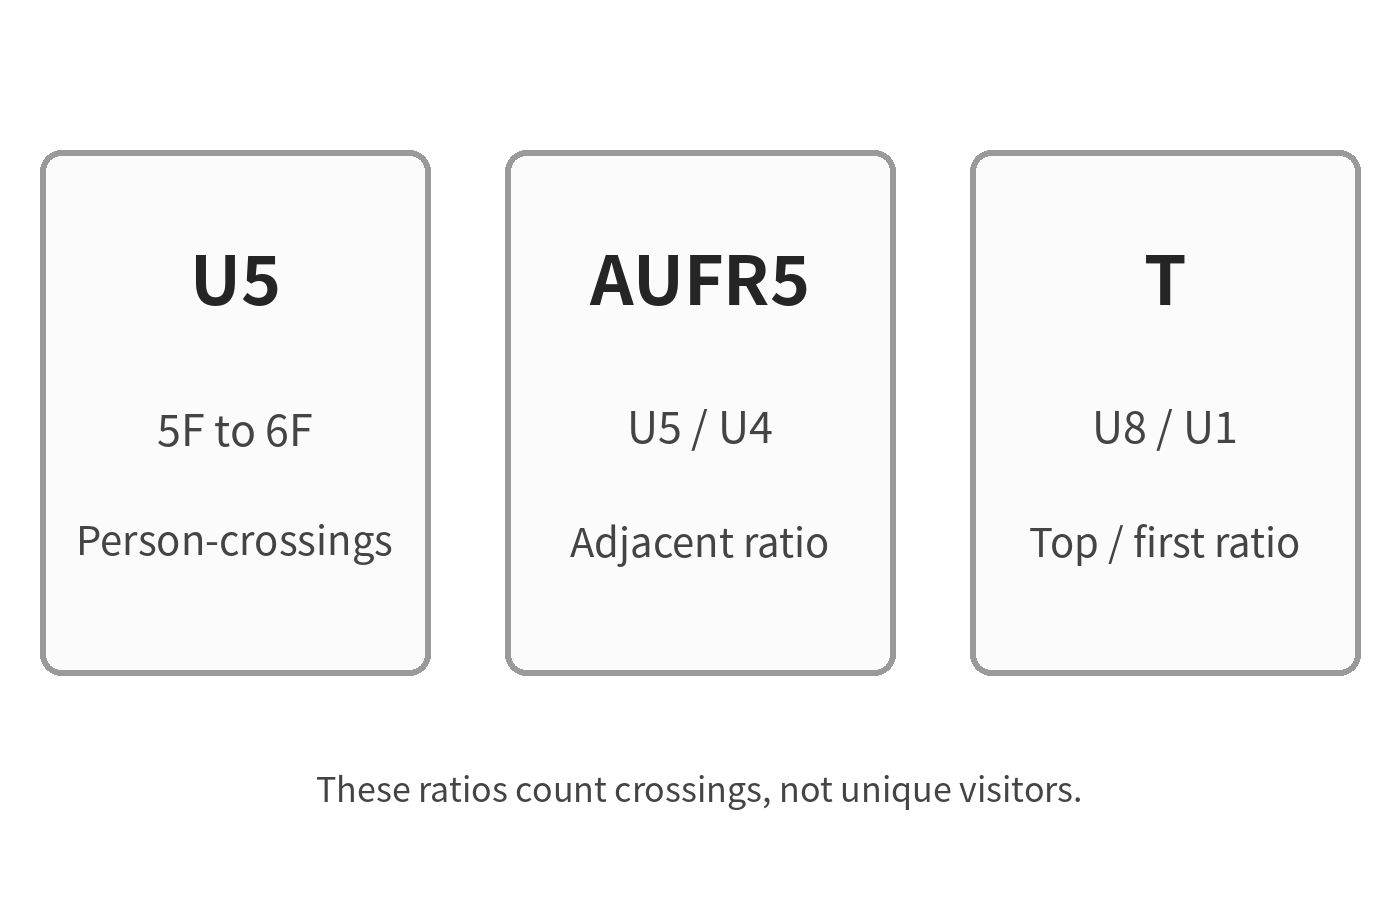 U5
5F to 6F
Person-crossings
AUFR5
U5 / U4
Adjacent ratio
T
U8 / U1
Top / first ratio
These ratios count crossings, not unique visitors.